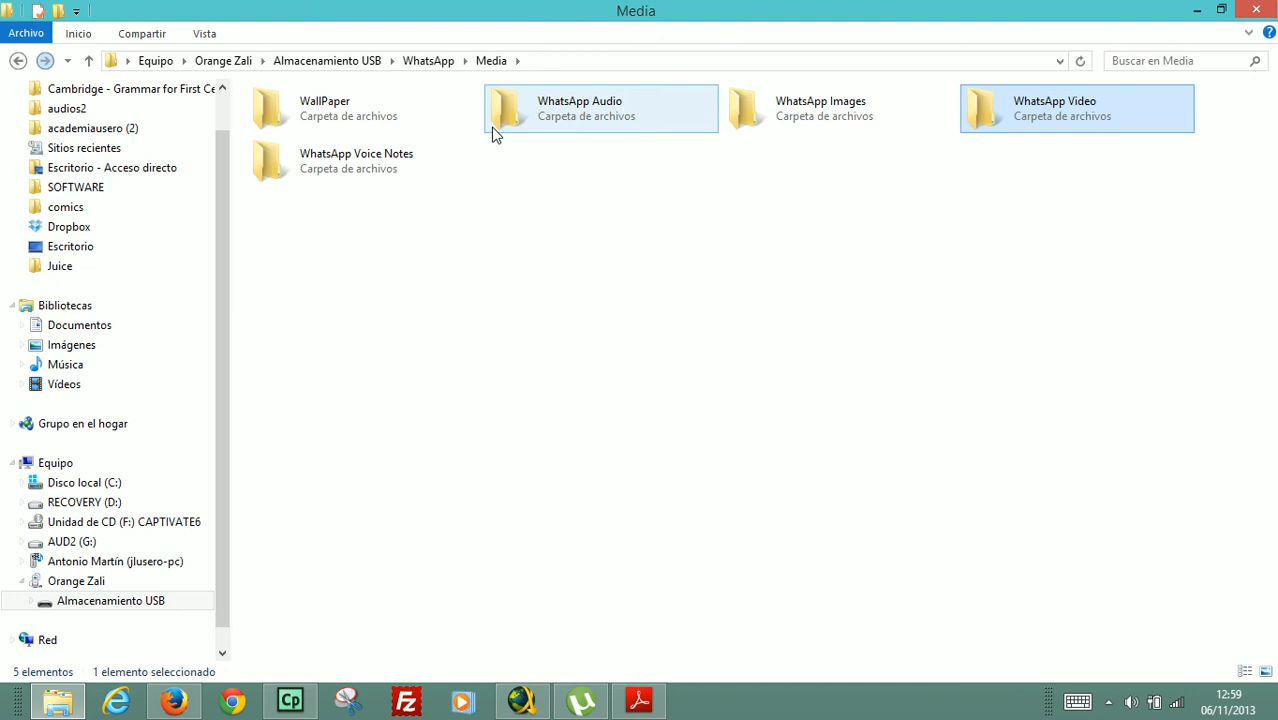 Media
Archivo Inicio Compartir Vista
Equipo Orange Zali Almacenamiento USB WhatsApp Media
Buscar en Media
Cambridge - Grammar for First Ce
audios2
academiausero (2)
Sitios recientes
Escritorio - Acceso directo
SOFTWARE
comics
Dropbox
Escritorio
Juice
Bibliotecas
Documentos
Imágenes
Música
Vídeos
Grupo en el hogar
Equipo
Disco local (C:)
RECOVERY (D:)
Unidad de CD (F:) CAPTIVATE6
AUD2 (G:)
Antonio Martín (jlusero-pc)
Orange Zali
Almacenamiento USB
Red
WallPaper
Carpeta de archivos
WhatsApp Audio
Carpeta de archivos
WhatsApp Images
Carpeta de archivos
WhatsApp Video
Carpeta de archivos
WhatsApp Voice Notes
Carpeta de archivos
5 elementos 1 elemento seleccionado
Cp
Fz
12:59
06/11/2013